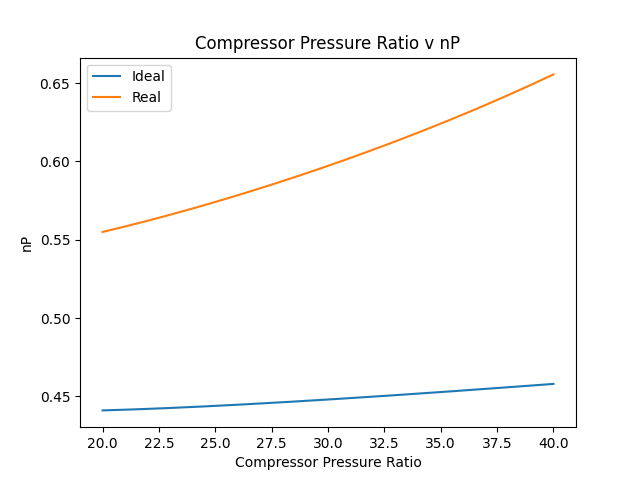 Compressor Pressure Ratio v nP
Ideal
Real
0.65
0.60
0.55
0.50
0.45
nP
20.0 22.5 25.0 27.5 30.0 32.5 35.0 37.5 40.0
Compressor Pressure Ratio